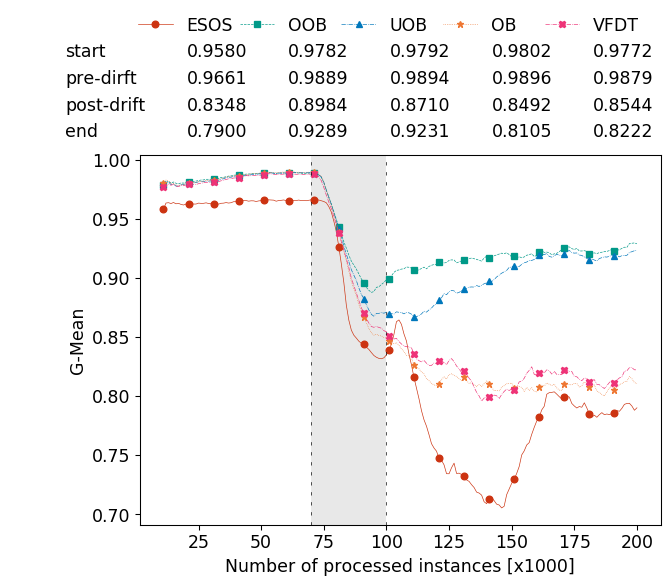 ESOS OOB UOB OB VFDT
start 0.9580 0.9782 0.9792 0.9802 0.9772
pre-dirft 0.9661 0.9889 0.9894 0.9896 0.9879
post-drift 0.8348 0.8984 0.8710 0.8492 0.8544
end 0.7900 0.9289 0.9231 0.8105 0.8222
1.00
0.95
0.90
0.85
0.80
0.75
0.70
G-Mean
25 50 75 100 125 150 175 200
Number of processed instances [x1000]